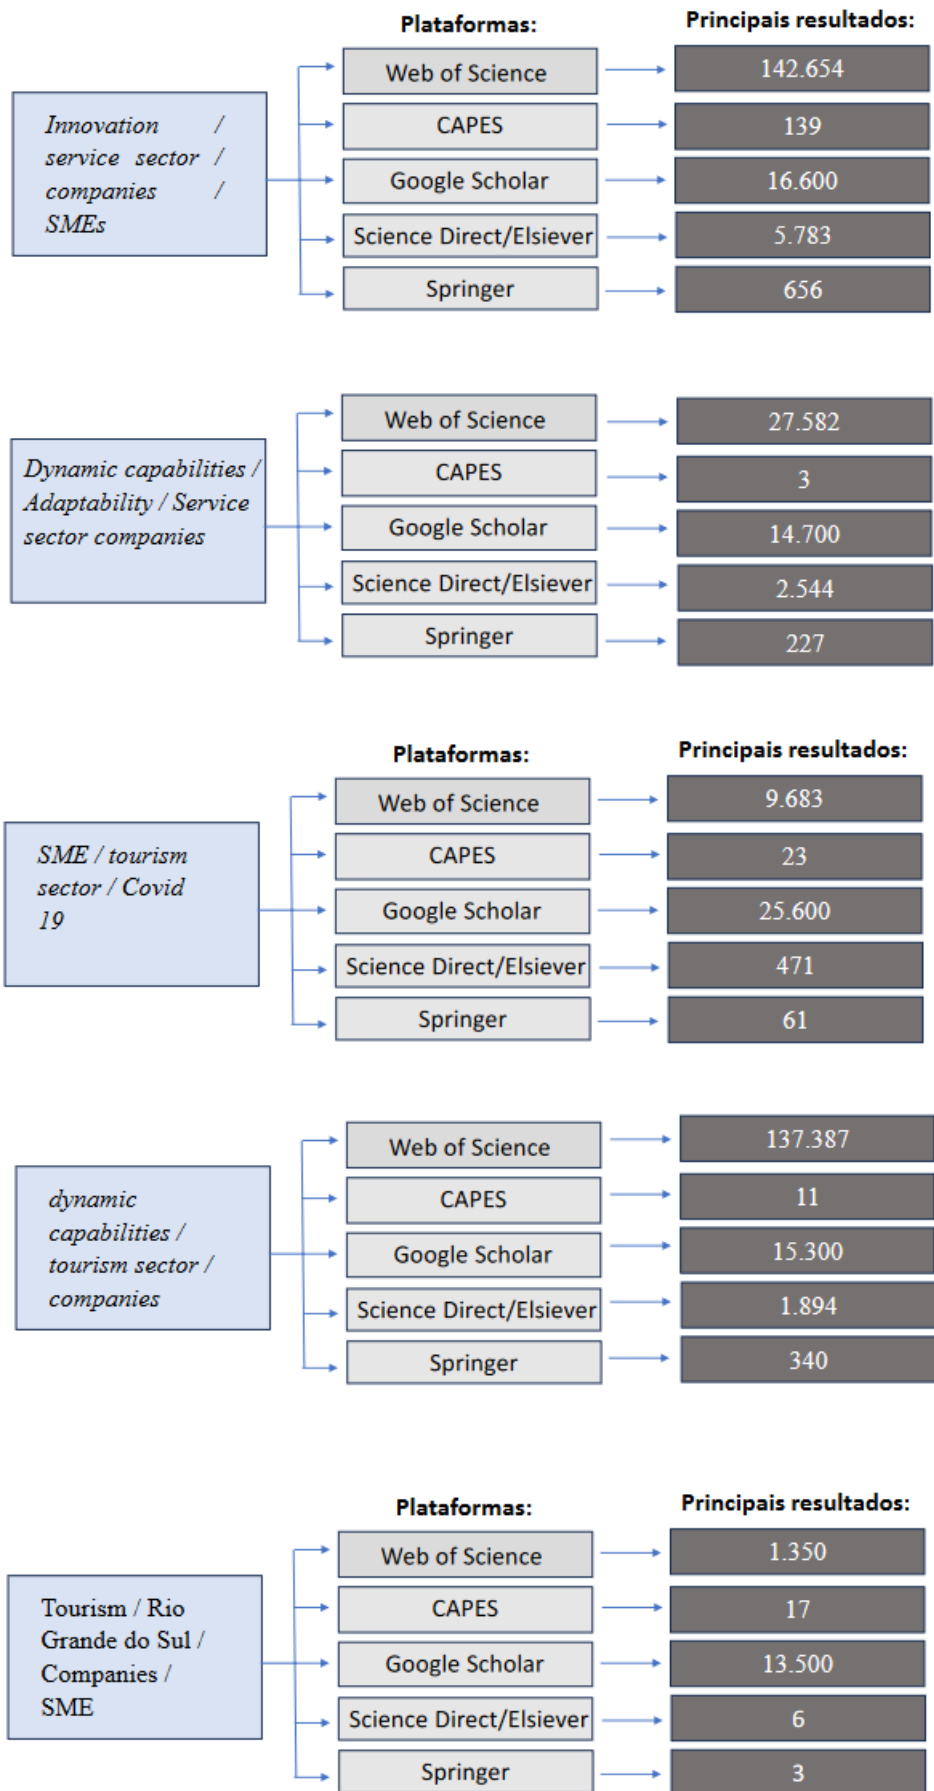 Plataformas:
Principais resultados:
Innovation /
service sector /
companies /
SMEs
Web of Science
142.654
CAPES
139
Google Scholar
16.600
Science Direct/Elsiever
5.783
Springer
656
Dynamic capabilities /
Adaptability / Service
sector companies
Web of Science
27.582
CAPES
3
Google Scholar
14.700
Science Direct/Elsiever
2.544
Springer
227
Plataformas:
Principais resultados:
SME / tourism
sector / Covid
19
Web of Science
9.683
CAPES
23
Google Scholar
25.600
Science Direct/Elsiever
471
Springer
61
dynamic
capabilities /
tourism sector /
companies
Web of Science
137.387
CAPES
11
Google Scholar
15.300
Science Direct/Elsiever
1.894
Springer
340
Plataformas:
Principais resultados:
Tourism / Rio
Grande do Sul /
Companies /
SME
Web of Science
1.350
CAPES
17
Google Scholar
13.500
Science Direct/Elsiever
6
Springer
3